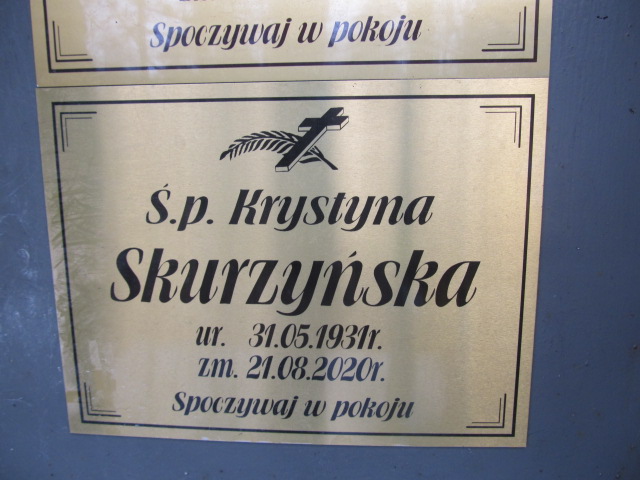 Spoczywaj w pokoju
Ś.p. Krystyna
Skurzyńska
ur. 31.05.1931r.
zm. 21.08.2020r.
Spoczywaj w pokoju